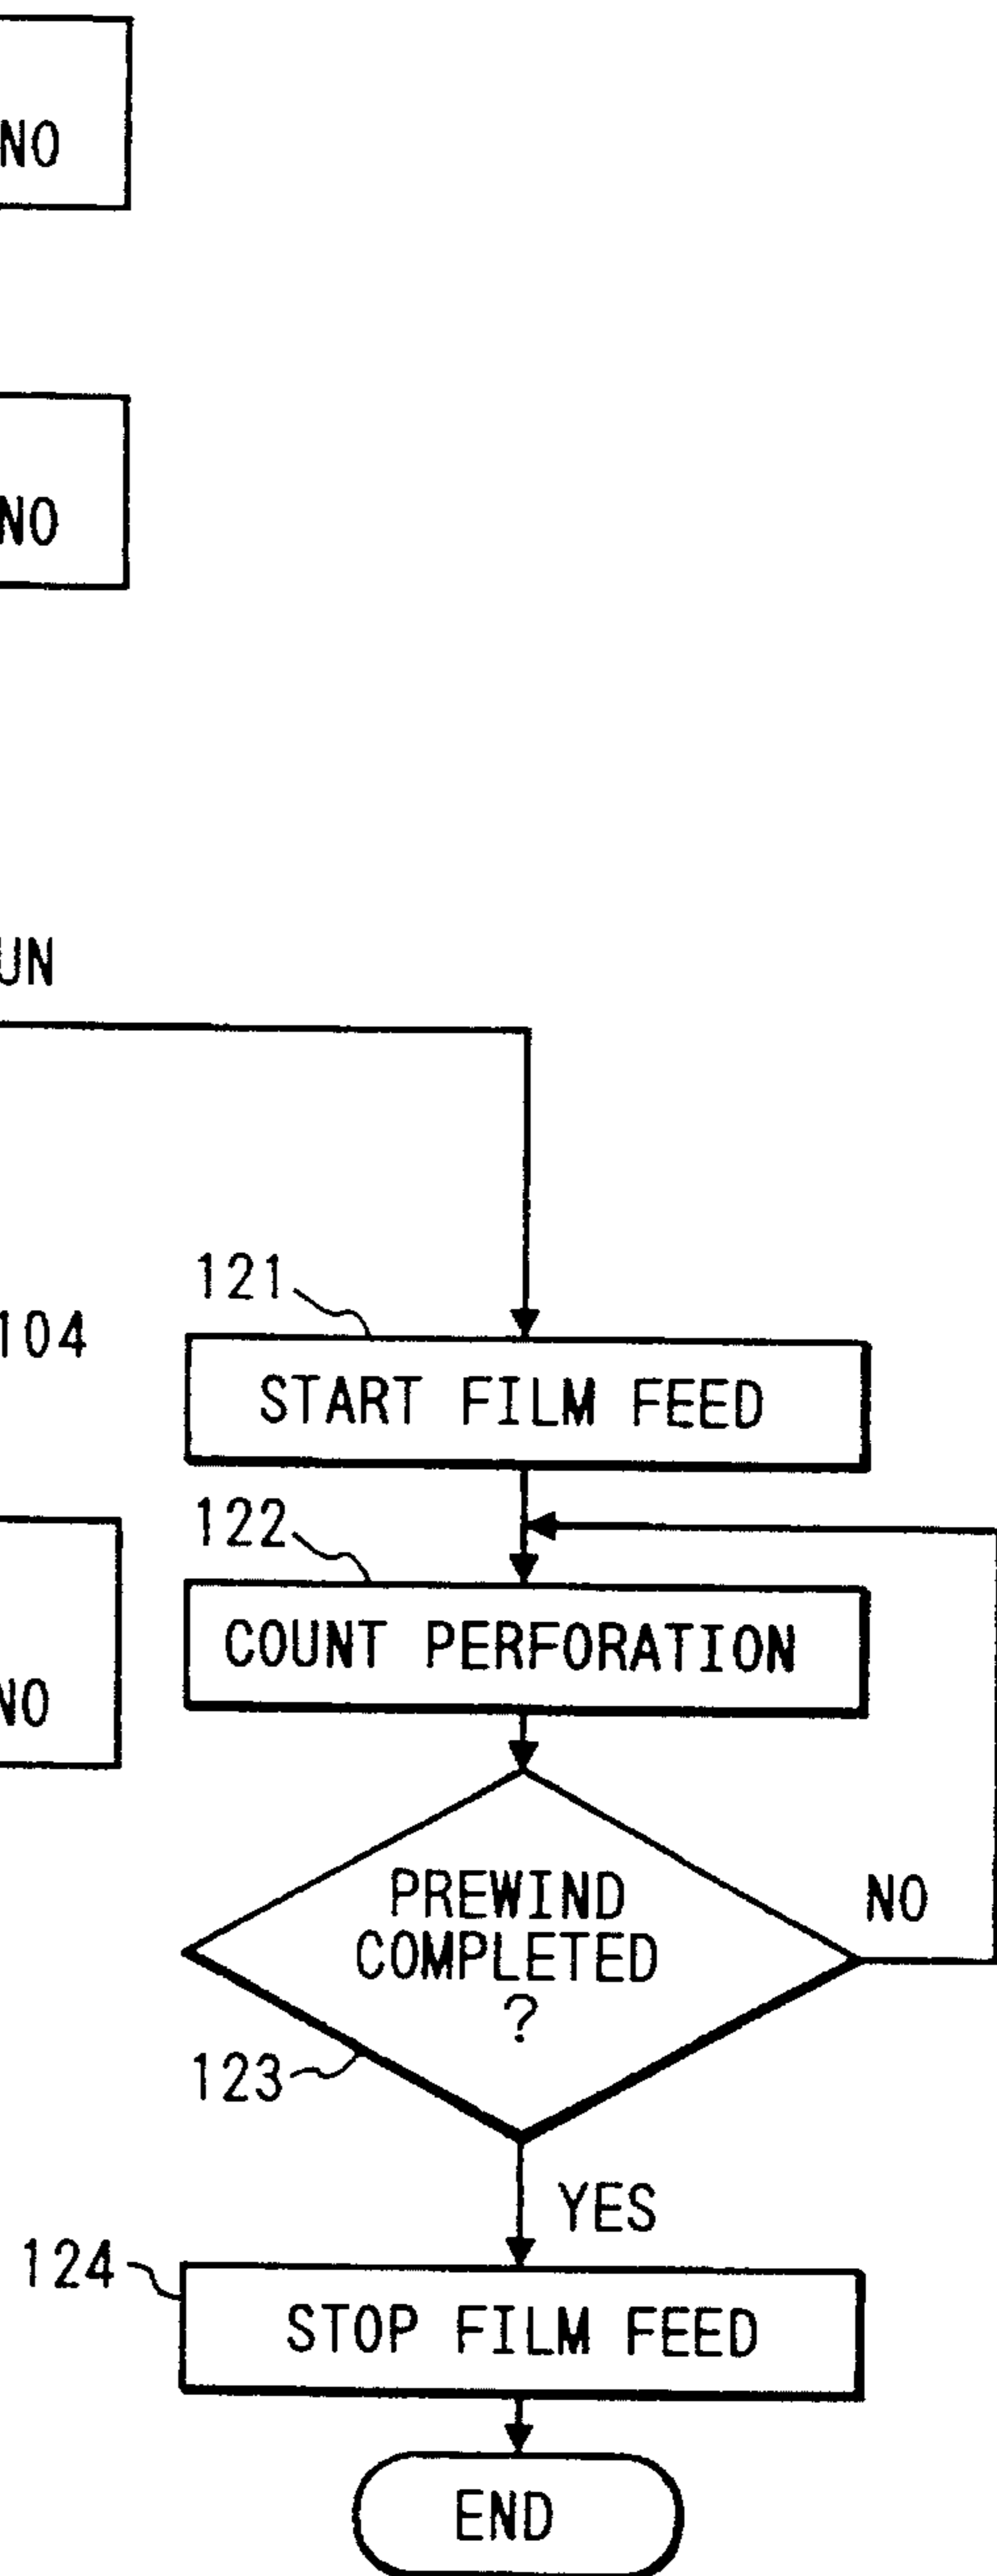 NO
NO
UN
121
104
START FILM FEED
122
COUNT PERFORATION
NO
PREWIND
COMPLETED
?
NO
123
YES
124
STOP FILM FEED
END